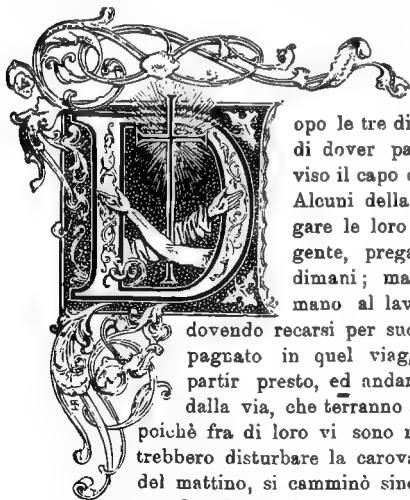 Dopo le tre di
di dover pa
viso il capo
Alcuni della
gare le loro
gente, prega
dimani; ma
mano al lav
dovendo recarsi per suc
pagnato in quel viag
partir presto, ed andar
dalla via, che terranno
poichè fra di loro vi sono
trebbero disturbare la carova
del mattino, si camminò sin